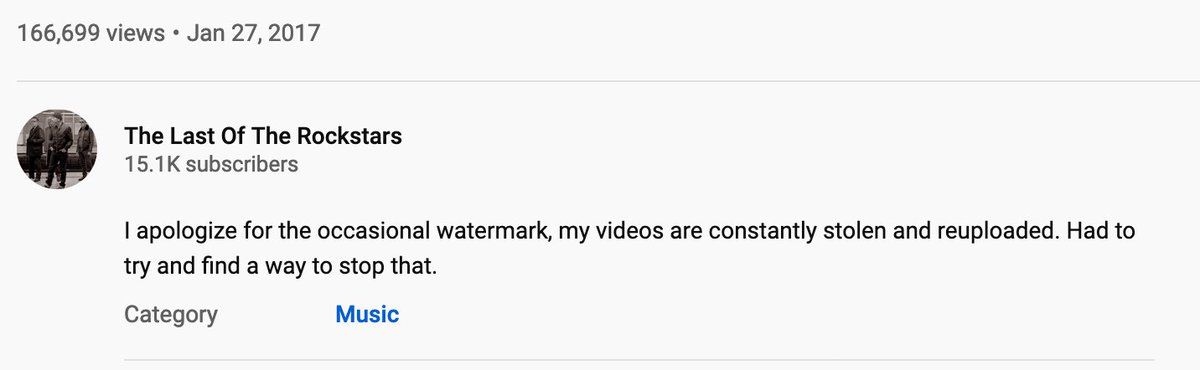 166,699 views • Jan 27, 2017
The Last Of The Rockstars
15.1K subscribers
I apologize for the occasional watermark, my videos are constantly stolen and reuploaded. Had to
try and find a way to stop that.
Category Music